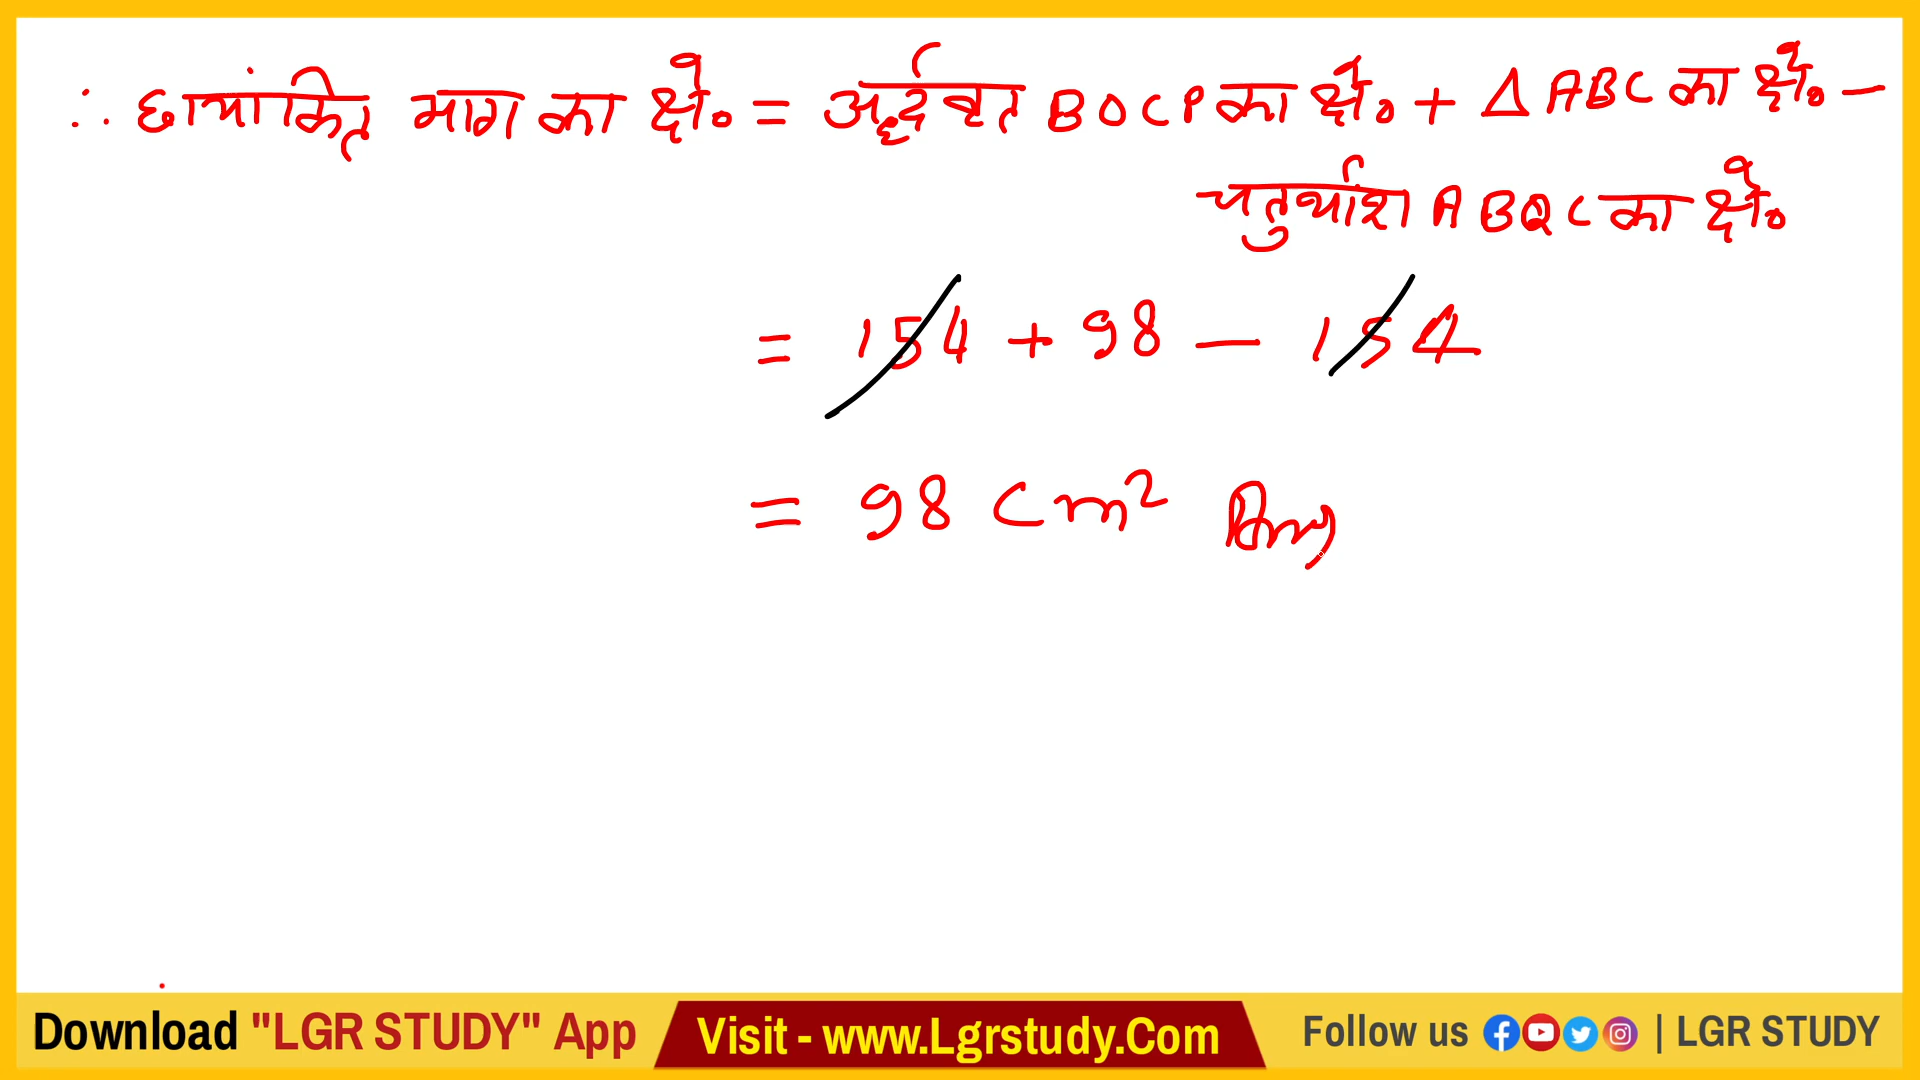 ∴ छायांकित भाग का क्षे० = अर्द्धवृत BOCP का क्षे० + Δ ABC का क्षे० —
चतुर्थांश ABQC का क्षे०
= 154 + 98 — 154
= 98 Cm² Ans
Download "LGR STUDY" App Visit - www.Lgrstudy.Com Follow us | LGR STUDY